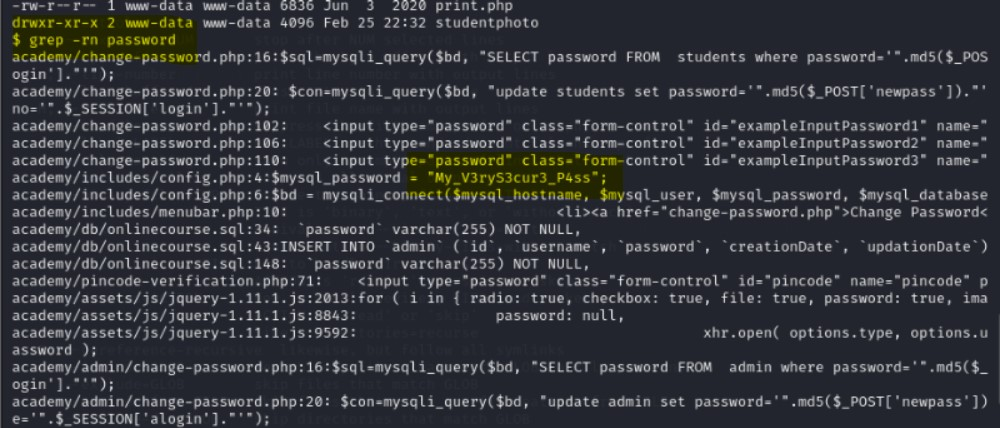 -rw-r--r-- 1 www-data www-data 6836 Jun  3  2020 print.php
drwxr-xr-x 2 www-data www-data 4096 Feb 25 22:32 studentphoto
$ grep -rn password
academy/change-password.php:16:$sql=mysqli_query($bd, "SELECT password FROM  students where password='".md5($_POS
ogin']."'");
academy/change-password.php:20: $con=mysqli_query($bd, "update students set password='".md5($_POST['newpass'])."'
no='".$_SESSION['login']."'");
academy/change-password.php:102:    <input type="password" class="form-control" id="exampleInputPassword1" name="
academy/change-password.php:106:    <input type="password" class="form-control" id="exampleInputPassword2" name="
academy/change-password.php:110:    <input type="password" class="form-control" id="exampleInputPassword3" name="
academy/includes/config.php:4:$mysql_password = "My_V3ryS3cur3_P4ss";
academy/includes/config.php:6:$bd = mysqli_connect($mysql_hostname, $mysql_user, $mysql_password, $mysql_database
academy/includes/menubar.php:10:                              <li><a href="change-password.php">Change Password<
academy/db/onlinecourse.sql:34:  `password` varchar(255) NOT NULL,
academy/db/onlinecourse.sql:43:INSERT INTO `admin` (`id`, `username`, `password`, `creationDate`, `updationDate`)
academy/db/onlinecourse.sql:148:  `password` varchar(255) NOT NULL,
academy/pincode-verification.php:71:    <input type="password" class="form-control" id="pincode" name="pincode" p
academy/assets/js/jquery-1.11.1.js:2013:for ( i in { radio: true, checkbox: true, file: true, password: true, ima
academy/assets/js/jquery-1.11.1.js:8843:                password: null,
academy/assets/js/jquery-1.11.1.js:9592:                                        xhr.open( options.type, options.u
assword );
academy/admin/change-password.php:16:$sql=mysqli_query($bd, "SELECT password FROM  admin where password='".md5($_
ogin']."'");
academy/admin/change-password.php:20: $con=mysqli_query($bd, "update admin set password='".md5($_POST['newpass'])
e='".$_SESSION['alogin']."'");